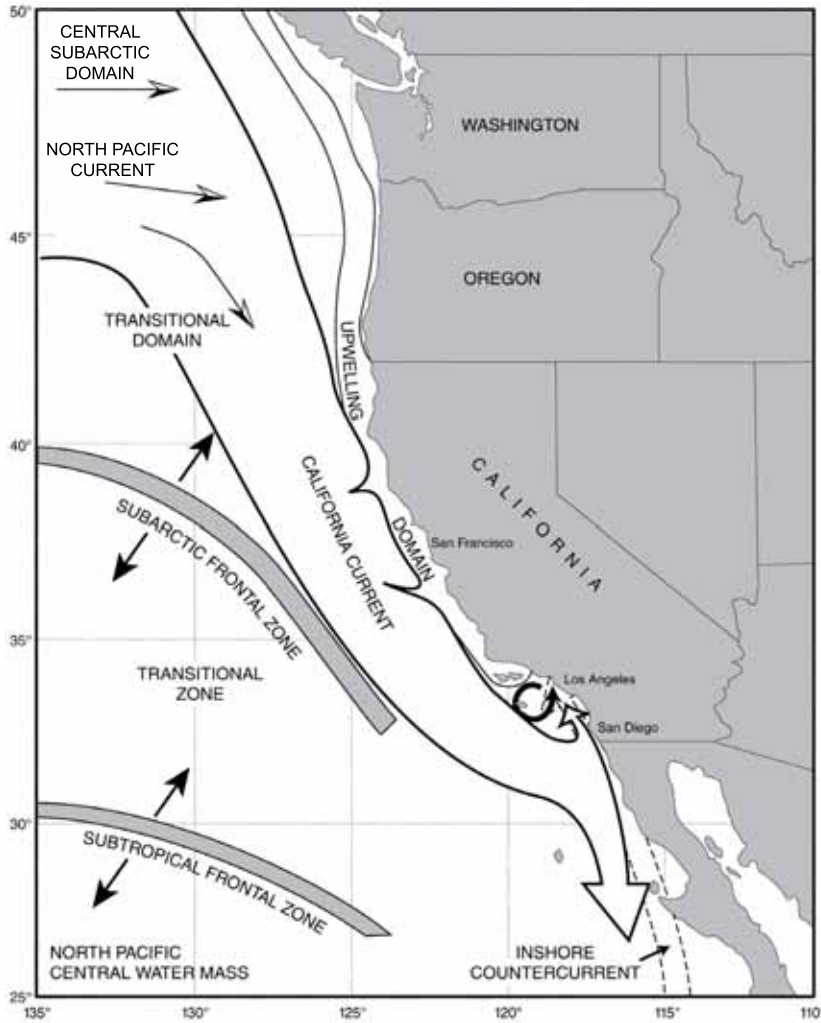 50°
CENTRAL
SUBARCTIC
DOMAIN
WASHINGTON
NORTH PACIFIC
CURRENT
45°
OREGON
TRANSITIONAL
DOMAIN
UPWELLING
40°
CALIFORNIA CURRENT
CALIFORNIA
SUBARCTIC FRONTAL ZONE
DOMAIN
San Francisco
35°
TRANSITIONAL
ZONE
Los Angeles
San Diego
30°
SUBTROPICAL FRONTAL ZONE
NORTH PACIFIC
CENTRAL WATER MASS
INSHORE
COUNTERCURRENT
25°
135°
130°
125°
120°
115°
110